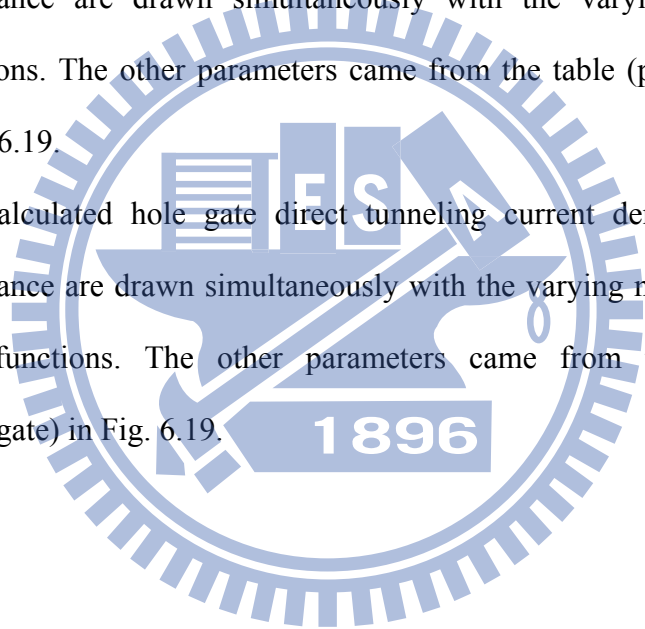 ance are drawn simultaneously with the
ons. The other parameters came from the table
6.19.
alculated hole gate direct tunneling current
ance are drawn simultaneously with the varying
functions. The other parameters came from
gate) in Fig. 6.19.
E S A
1896